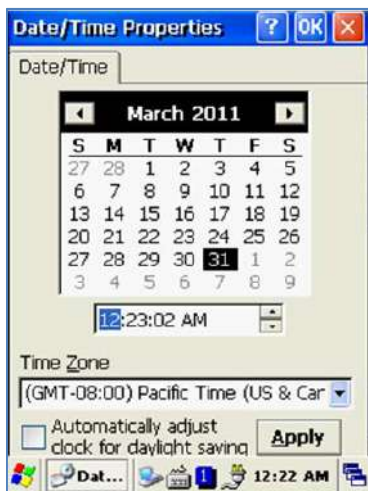 Date/Time Properties ? OK ×
Date/Time
March 2011
S M T W T F S
27 28 1 2 3 4 5
6 7 8 9 10 11 12
13 14 15 16 17 18 19
20 21 22 23 24 25 26
27 28 29 30 31 1 2
3 4 5 6 7 8 9
12:23:02 AM
Time Zone
(GMT-08:00) Pacific Time (US & Car
Automatically adjust
clock for daylight saving
Apply
Dat... 1 12:22 AM